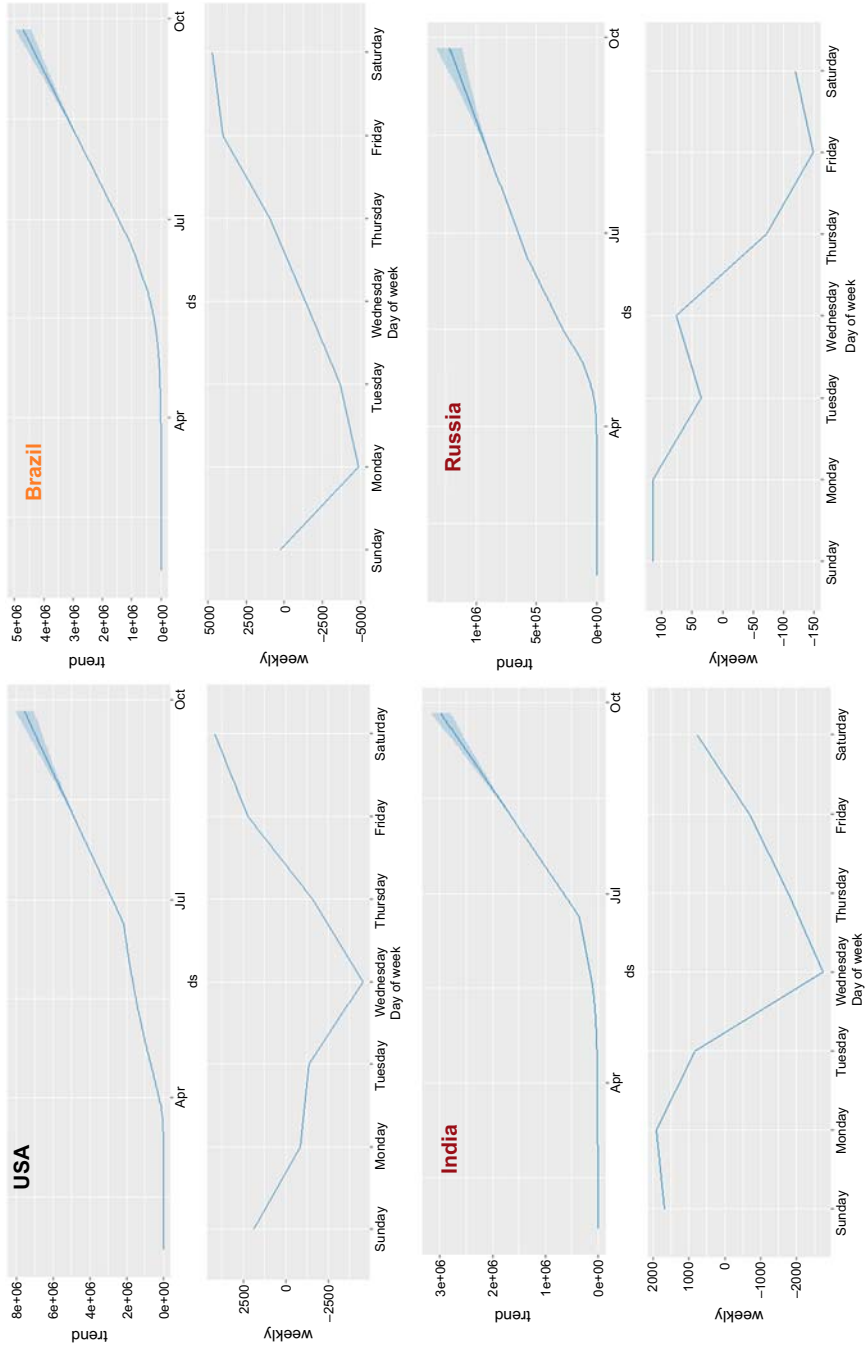 USA
trend
8e+06
6e+06
4e+06
2e+06
0e+00
Apr
Jul
Oct
ds
weekly
2500
0
−2500
Sunday
Monday
Tuesday
Wednesday
Thursday
Friday
Saturday
Day of week
Brazil
trend
5e+06
4e+06
3e+06
2e+06
1e+06
0e+00
Apr
Jul
Oct
ds
weekly
5000
0
−2500
−5000
Sunday
Monday
Tuesday
Wednesday
Thursday
Friday
Saturday
Day of week
India
trend
3e+06
2e+06
1e+06
0e+00
Apr
Jul
Oct
ds
weekly
2000
0
−1000
−2000
Sunday
Monday
Tuesday
Wednesday
Thursday
Friday
Saturday
Day of week
Russia
trend
1e+06
5e+05
0e+00
Apr
Jul
Oct
ds
weekly
100
50
0
−50
−100
−150
Sunday
Monday
Tuesday
Wednesday
Thursday
Friday
Saturday
Day of week